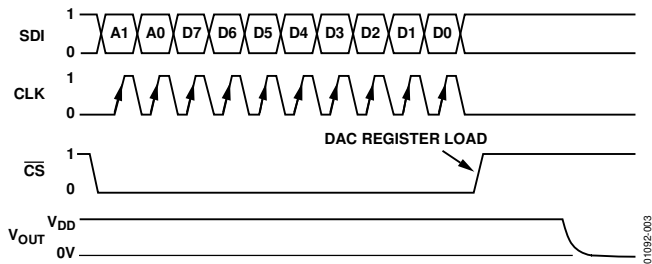 SDI 1 0 A1 A0 D7 D6 D5 D4 D3 D2 D1 D0
CLK 1 0
DAC REGISTER LOAD
CS 1 0
VOUT VDD 0V
01092-003